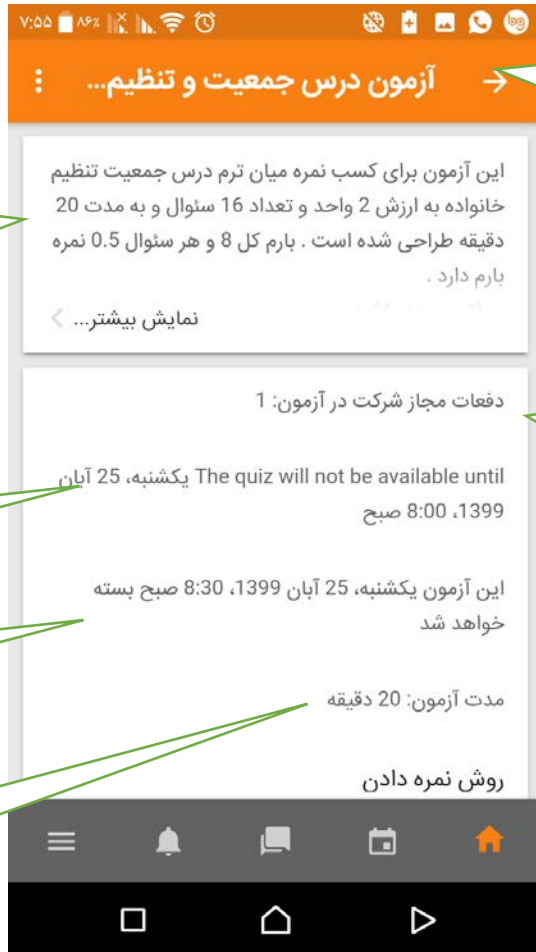 ۷:۵۵ ۸۶٪
آزمون درس جمعیت و تنظیم...
این آزمون برای کسب نمره میان ترم درس جمعیت تنظیم
خانواده به ارزش 2 واحد و تعداد 16 سئوال و به مدت 20
دقیقه طراحی شده است . بارم کل 8 و هر سئوال 0.5 نمره
بارم دارد .
نمایش بیشتر...
دفعات مجاز شرکت در آزمون: 1
The quiz will not be available until یکشنبه، 25 آبان
1399، 8:00 صبح
این آزمون یکشنبه، 25 آبان 1399، 8:30 صبح بسته
خواهد شد
مدت آزمون: 20 دقیقه
روش نمره دادن